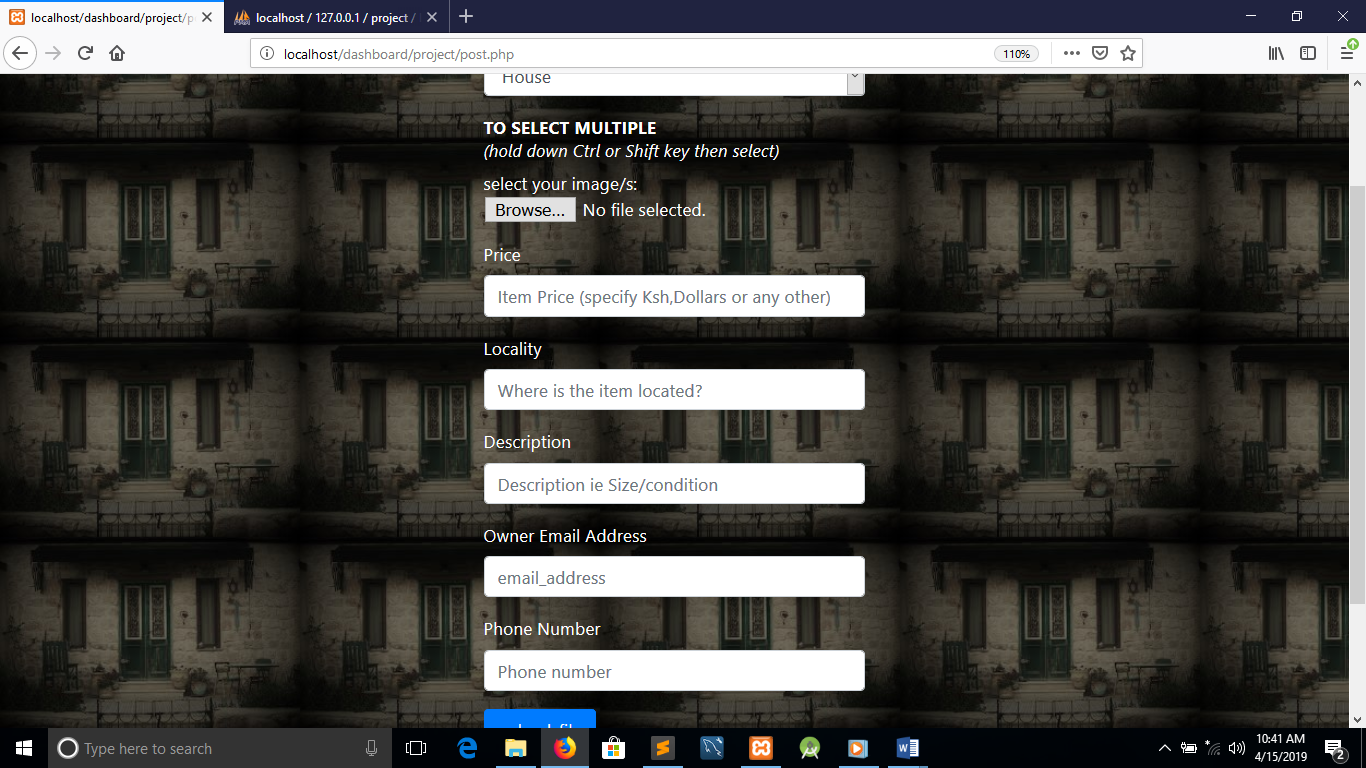 localhost/dashboard/project/p
localhost / 127.0.0.1 / project /
localhost/dashboard/project/post.php
110%
House
TO SELECT MULTIPLE
(hold down Ctrl or Shift key then select)
select your image/s:
Browse... No file selected.
Price
Item Price (specify Ksh,Dollars or any other)
Locality
Where is the item located?
Description
Description ie Size/condition
Owner Email Address
email_address
Phone Number
Phone number
Type here to search
10:41 AM
4/15/2019
2